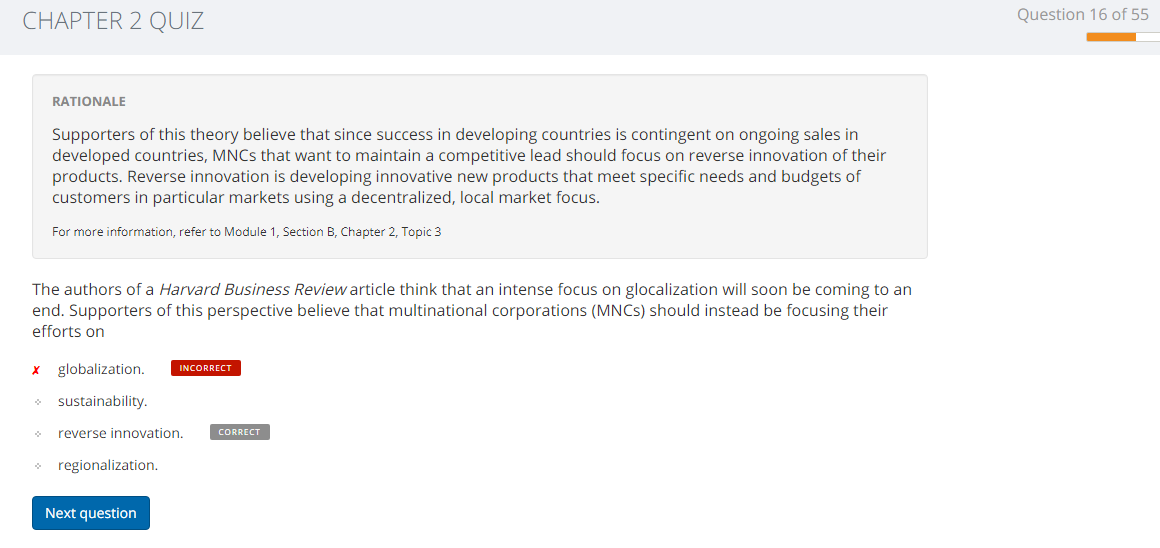 CHAPTER 2 QUIZ
Question 16 of 55
RATIONALE
Supporters of this theory believe that since success in developing countries is contingent on ongoing sales in
developed countries, MNCs that want to maintain a competitive lead should focus on reverse innovation of their
products. Reverse innovation is developing innovative new products that meet specific needs and budgets of
customers in particular markets using a decentralized, local market focus.
For more information, refer to Module 1, Section B, Chapter 2, Topic 3
The authors of a Harvard Business Review article think that an intense focus on glocalization will soon be coming to an
end. Supporters of this perspective believe that multinational corporations (MNCs) should instead be focusing their
efforts on
✗ globalization. INCORRECT
sustainability.
reverse innovation. CORRECT
regionalization.
Next question